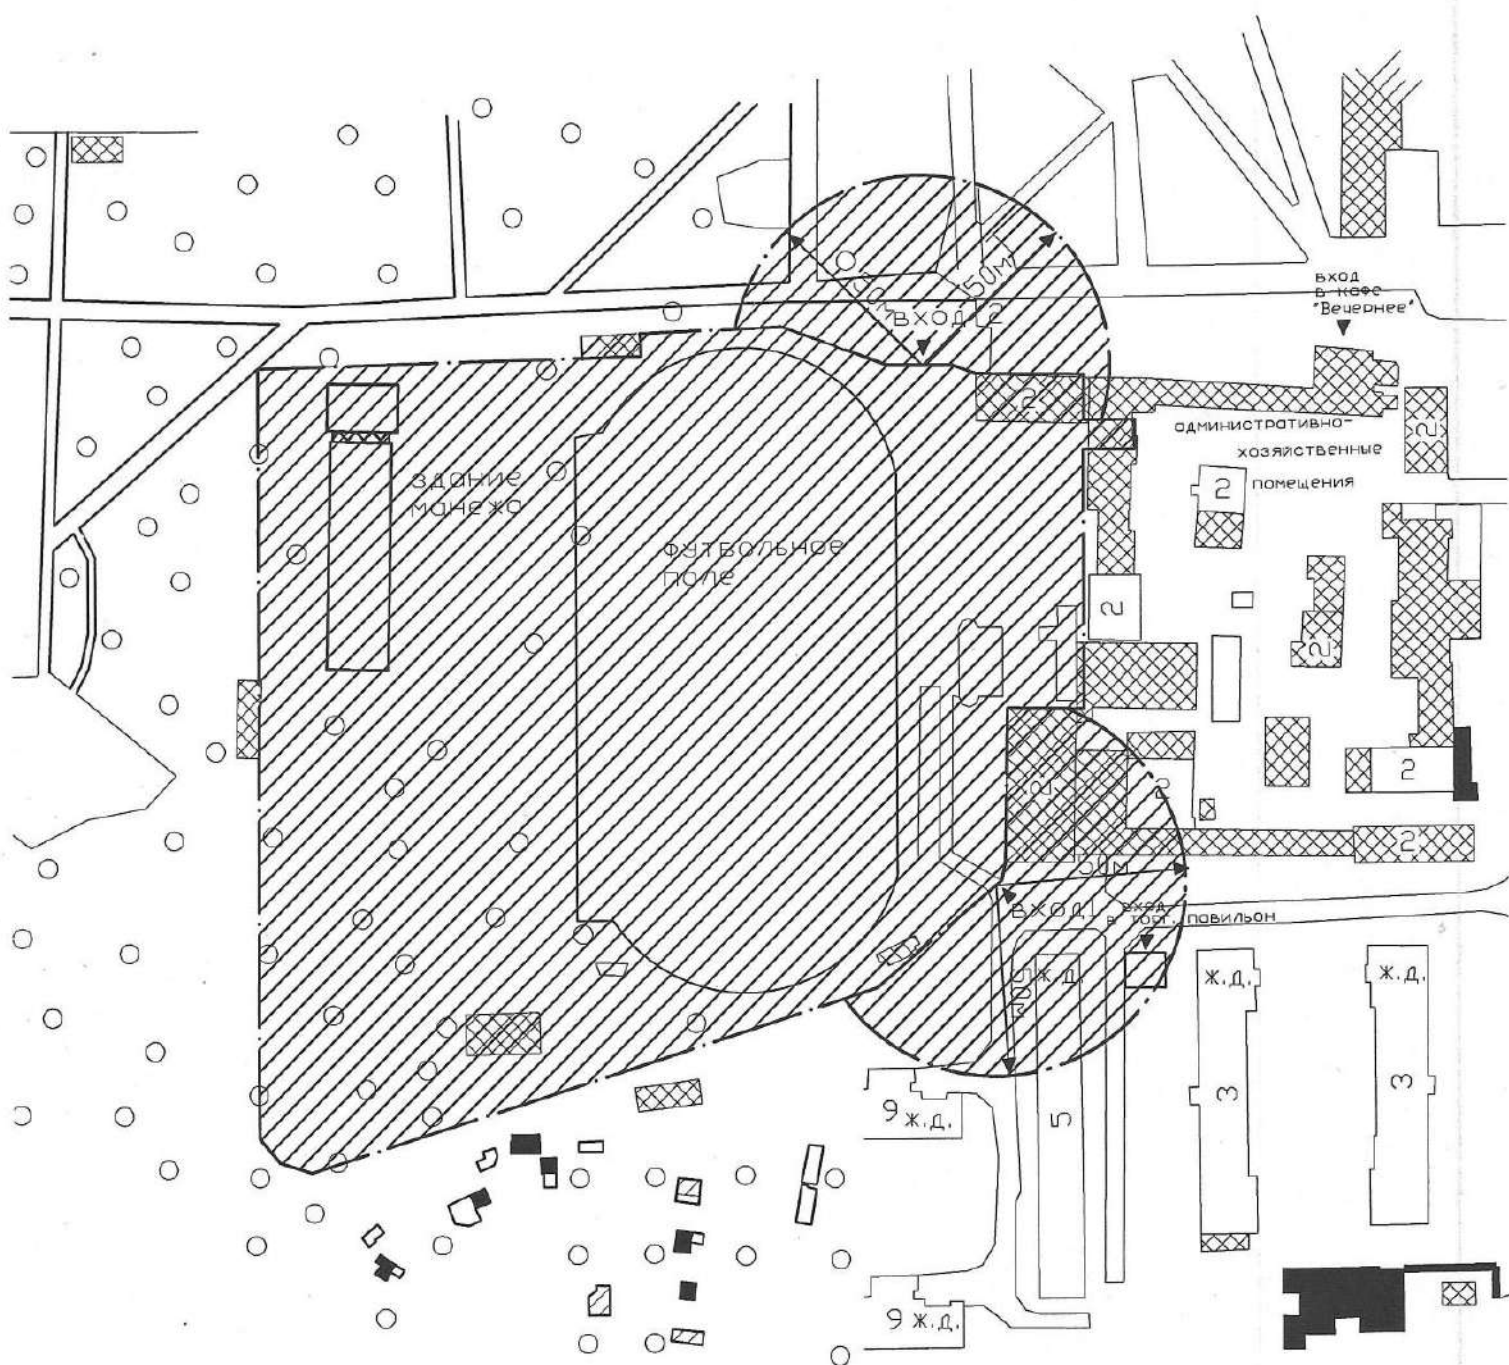 вход
в кафе
"Вечернее"
50м
50м
ВХОД 2
2
административно-
хозяйственные
помещения
2
2
здание
манежа
футбольное
поле
2
2
2
2
2
2
50м
ВХОД 1
вход
в торг. павильон
50м
ж.д.
ж.д.
ж.д.
3
3
5
9 ж.д.
9 ж.д.